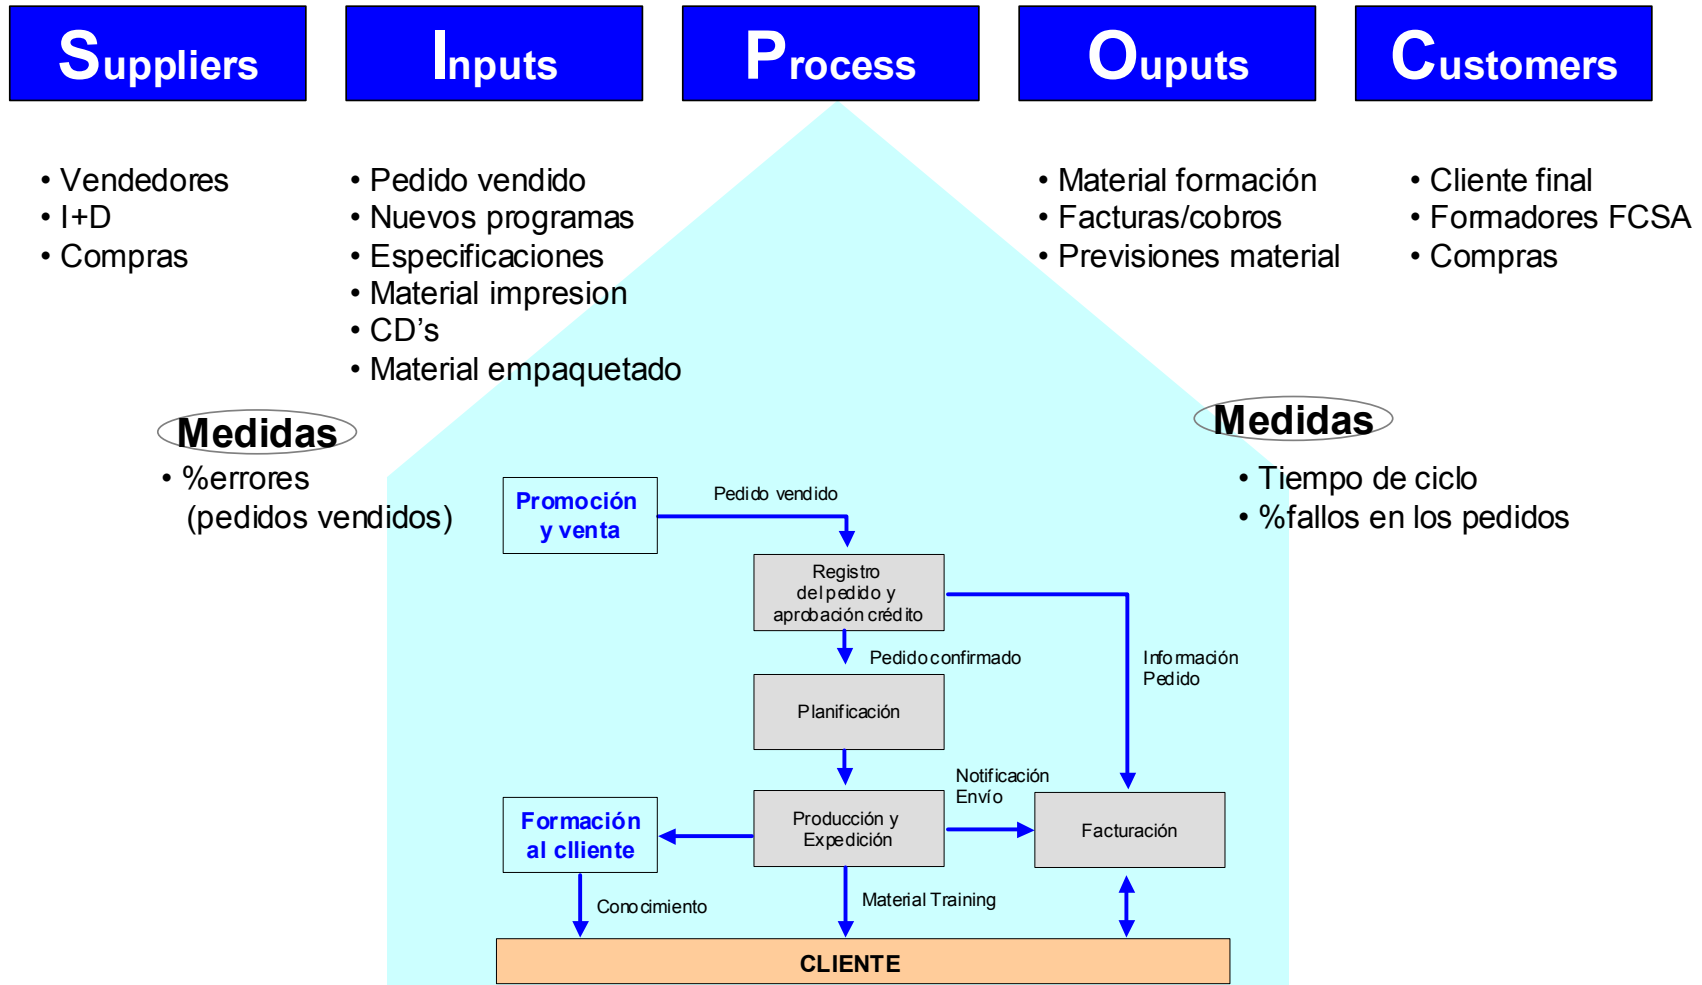 Suppliers
Inputs
Process
Ouputs
Customers
• Vendedores
• I+D
• Compras
• Pedido vendido
• Nuevos programas
• Especificaciones
• Material impresion
• CD's
• Material empaquetado
• Material formación
• Facturas/cobros
• Previsiones material
• Cliente final
• Formadores FCSA
• Compras
Medidas
• %errores
(pedidos vendidos)
Medidas
• Tiempo de ciclo
• %fallos en los pedidos
Promoción
y venta
Pedido vendido
Registro
del pedido y
aprobación crédito
Pedido confirmado
Información
Pedido
Planificación
Notificación
Envío
Formación
al clliente
Producción y
Expedición
Facturación
Conocimiento
Material Training
CLIENTE